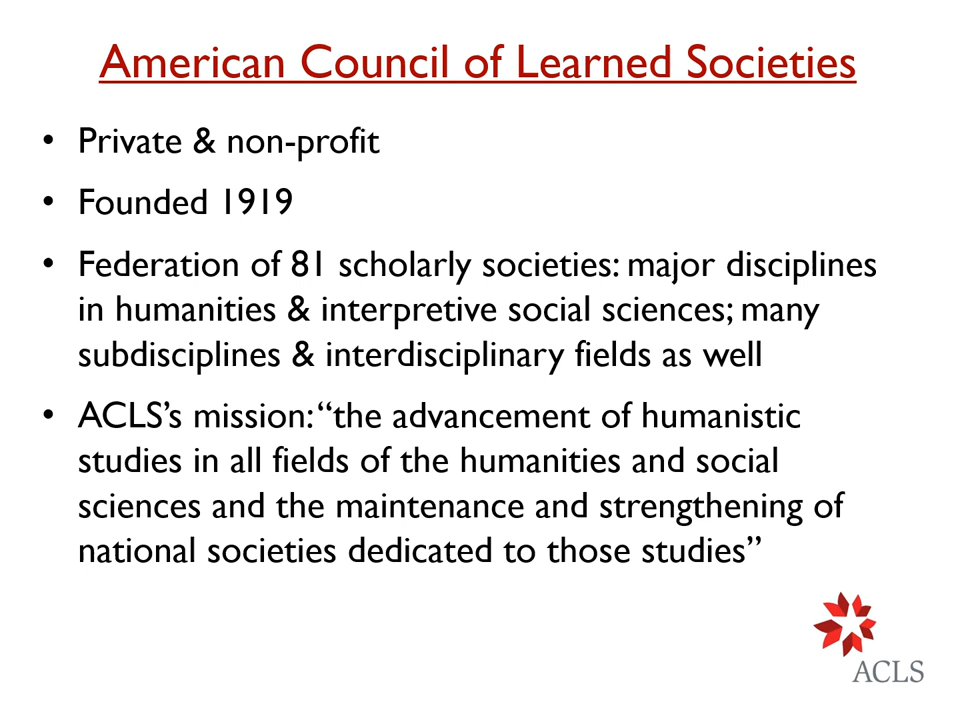 American Council of Learned Societies
• Private & non-profit
• Founded 1919
• Federation of 81 scholarly societies: major disciplines
in humanities & interpretive social sciences; many
subdisciplines & interdisciplinary fields as well
• ACLS’s mission: “the advancement of humanistic
studies in all fields of the humanities and social
sciences and the maintenance and strengthening of
national societies dedicated to those studies”
ACLS